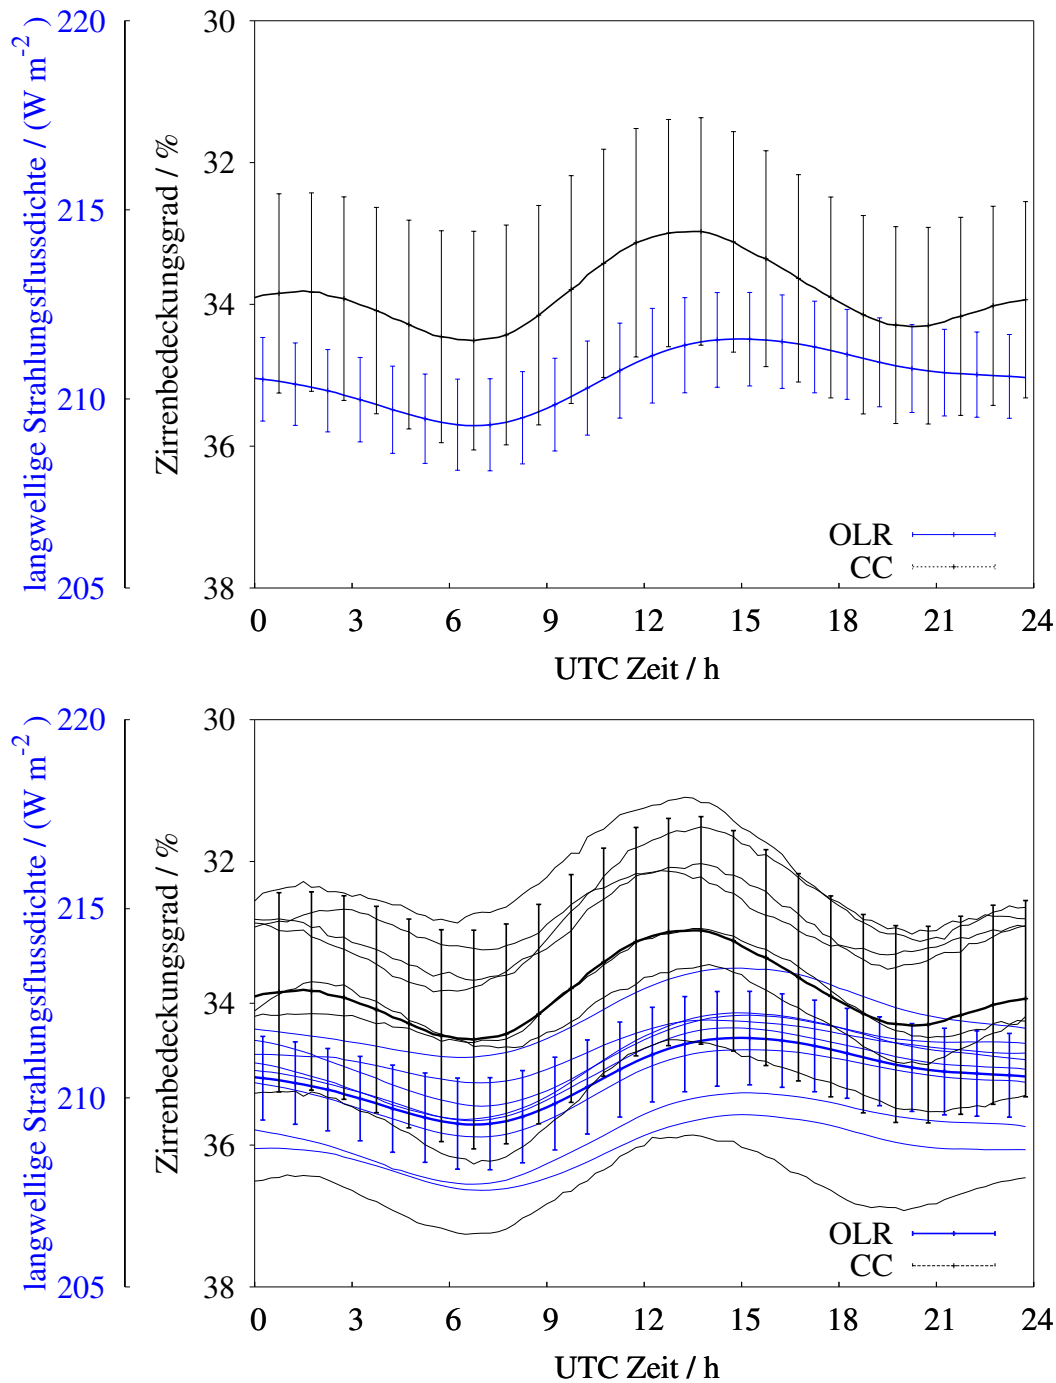 langwellige Strahlungsflussdichte / (W m-2)
220
215
210
205
Zirrenbedeckungsgrad / %
30
32
34
36
38
OLR
CC
0 3 6 9 12 15 18 21 24
UTC Zeit / h
langwellige Strahlungsflussdichte / (W m-2)
220
215
210
205
Zirrenbedeckungsgrad / %
30
32
34
36
38
OLR
CC
0 3 6 9 12 15 18 21 24
UTC Zeit / h